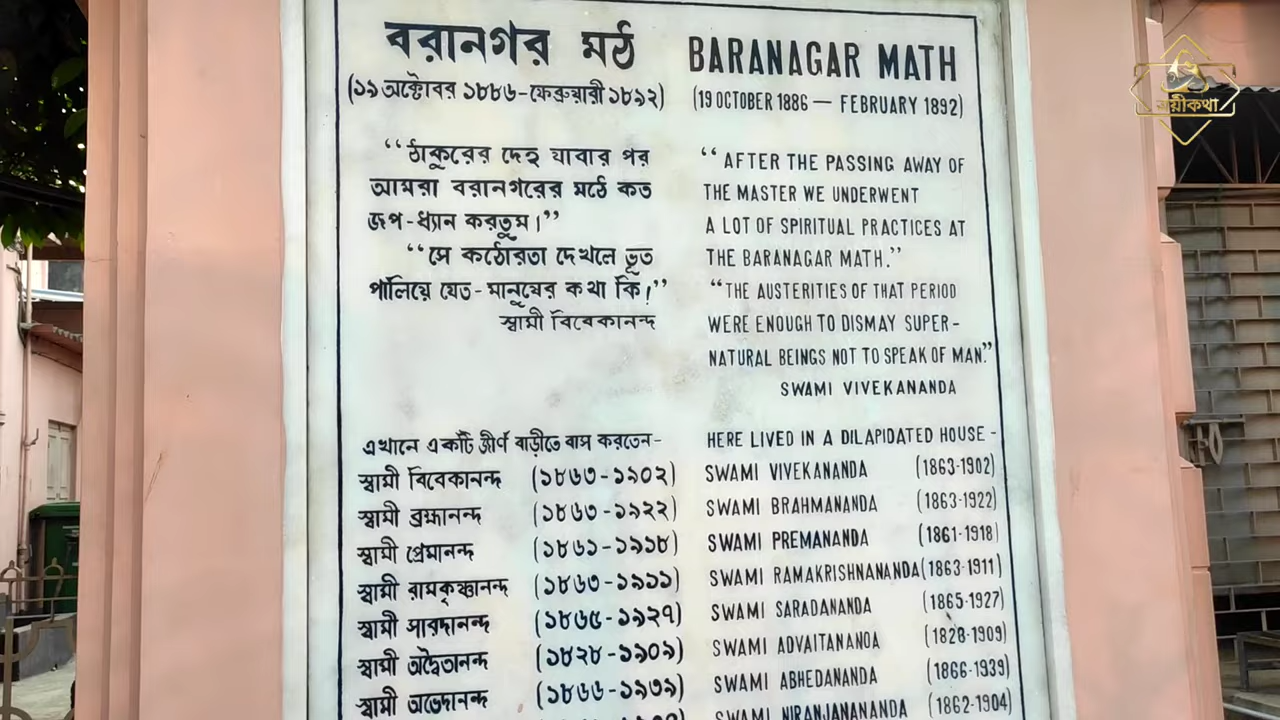 বরানগর মঠ
(১৯ অক্টোবর ১৮৮৬-ফেব্রুয়ারী ১৮৯২)
“ঠাকুরের দেহ যাবার পর
আমরা বরানগরের মঠে কত
জপ-ধ্যান করতুম।”
“সে কঠোরতা দেখলে ভূত
পালিয়ে যেত-মানুষের কথা কি!”
স্বামী বিবেকানন্দ
এখানে একটি জীর্ণ বাড়ীতে বাস করতেন-
স্বামী বিবেকানন্দ (১৮৬৩-১৯০২)
স্বামী ব্রহ্মানন্দ (১৮৬৩-১৯২২)
স্বামী প্রেমানন্দ (১৮৬১-১৯১৮)
স্বামী রামকৃষ্ণানন্দ (১৮৬৩-১৯১১)
স্বামী সারদানন্দ (১৮৬৫-১৯২৭)
স্বামী অদ্বৈতানন্দ (১৮২৮-১৯০৯)
স্বামী অভেদানন্দ (১৮৬৬-১৯৩৯)
BARANAGAR MATH
(19 OCTOBER 1886 — FEBRUARY 1892)
“AFTER THE PASSING AWAY OF
THE MASTER WE UNDERWENT
A LOT OF SPIRITUAL PRACTICES AT
THE BARANAGAR MATH.”
“THE AUSTERITIES OF THAT PERIOD
WERE ENOUGH TO DISMAY SUPER-
NATURAL BEINGS NOT TO SPEAK OF MAN.”
SWAMI VIVEKANANDA
HERE LIVED IN A DILAPIDATED HOUSE -
SWAMI VIVEKANANDA (1863-1902)
SWAMI BRAHMANANDA (1863-1922)
SWAMI PREMANANDA (1861-1918)
SWAMI RAMAKRISHNANANDA (1863-1911)
SWAMI SARADANANDA (1865-1927)
SWAMI ADVAITANANDA (1828-1909)
SWAMI ABHEDANANDA (1866-1939)
SWAMI NIRANJANANANDA (1862-1904)